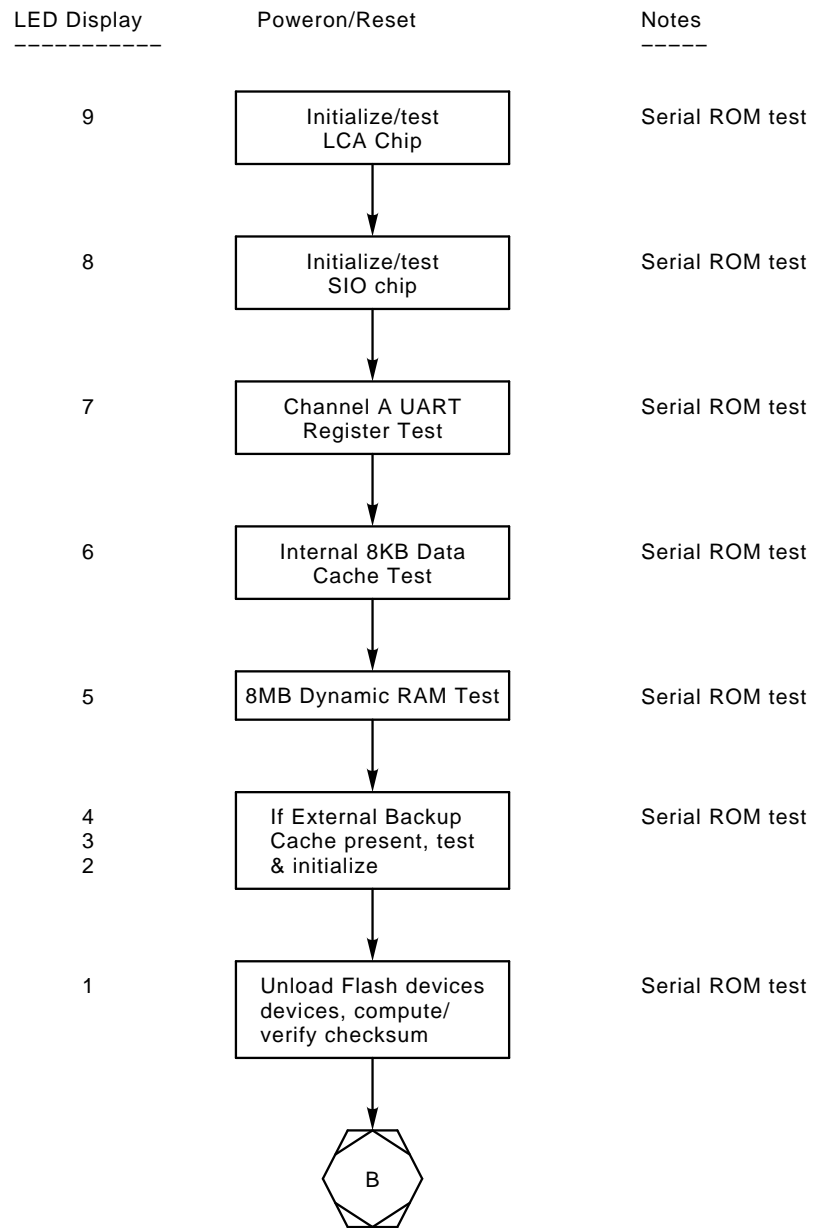 LED Display Poweron/Reset Notes
----------- -----
9 Initialize/test Serial ROM test
LCA Chip
8 Initialize/test Serial ROM test
SIO chip
7 Channel A UART Serial ROM test
Register Test
6 Internal 8KB Data Serial ROM test
Cache Test
5 8MB Dynamic RAM Test Serial ROM test
4 If External Backup Serial ROM test
3 Cache present, test
2 & initialize
1 Unload Flash devices Serial ROM test
devices, compute/
verify checksum
B